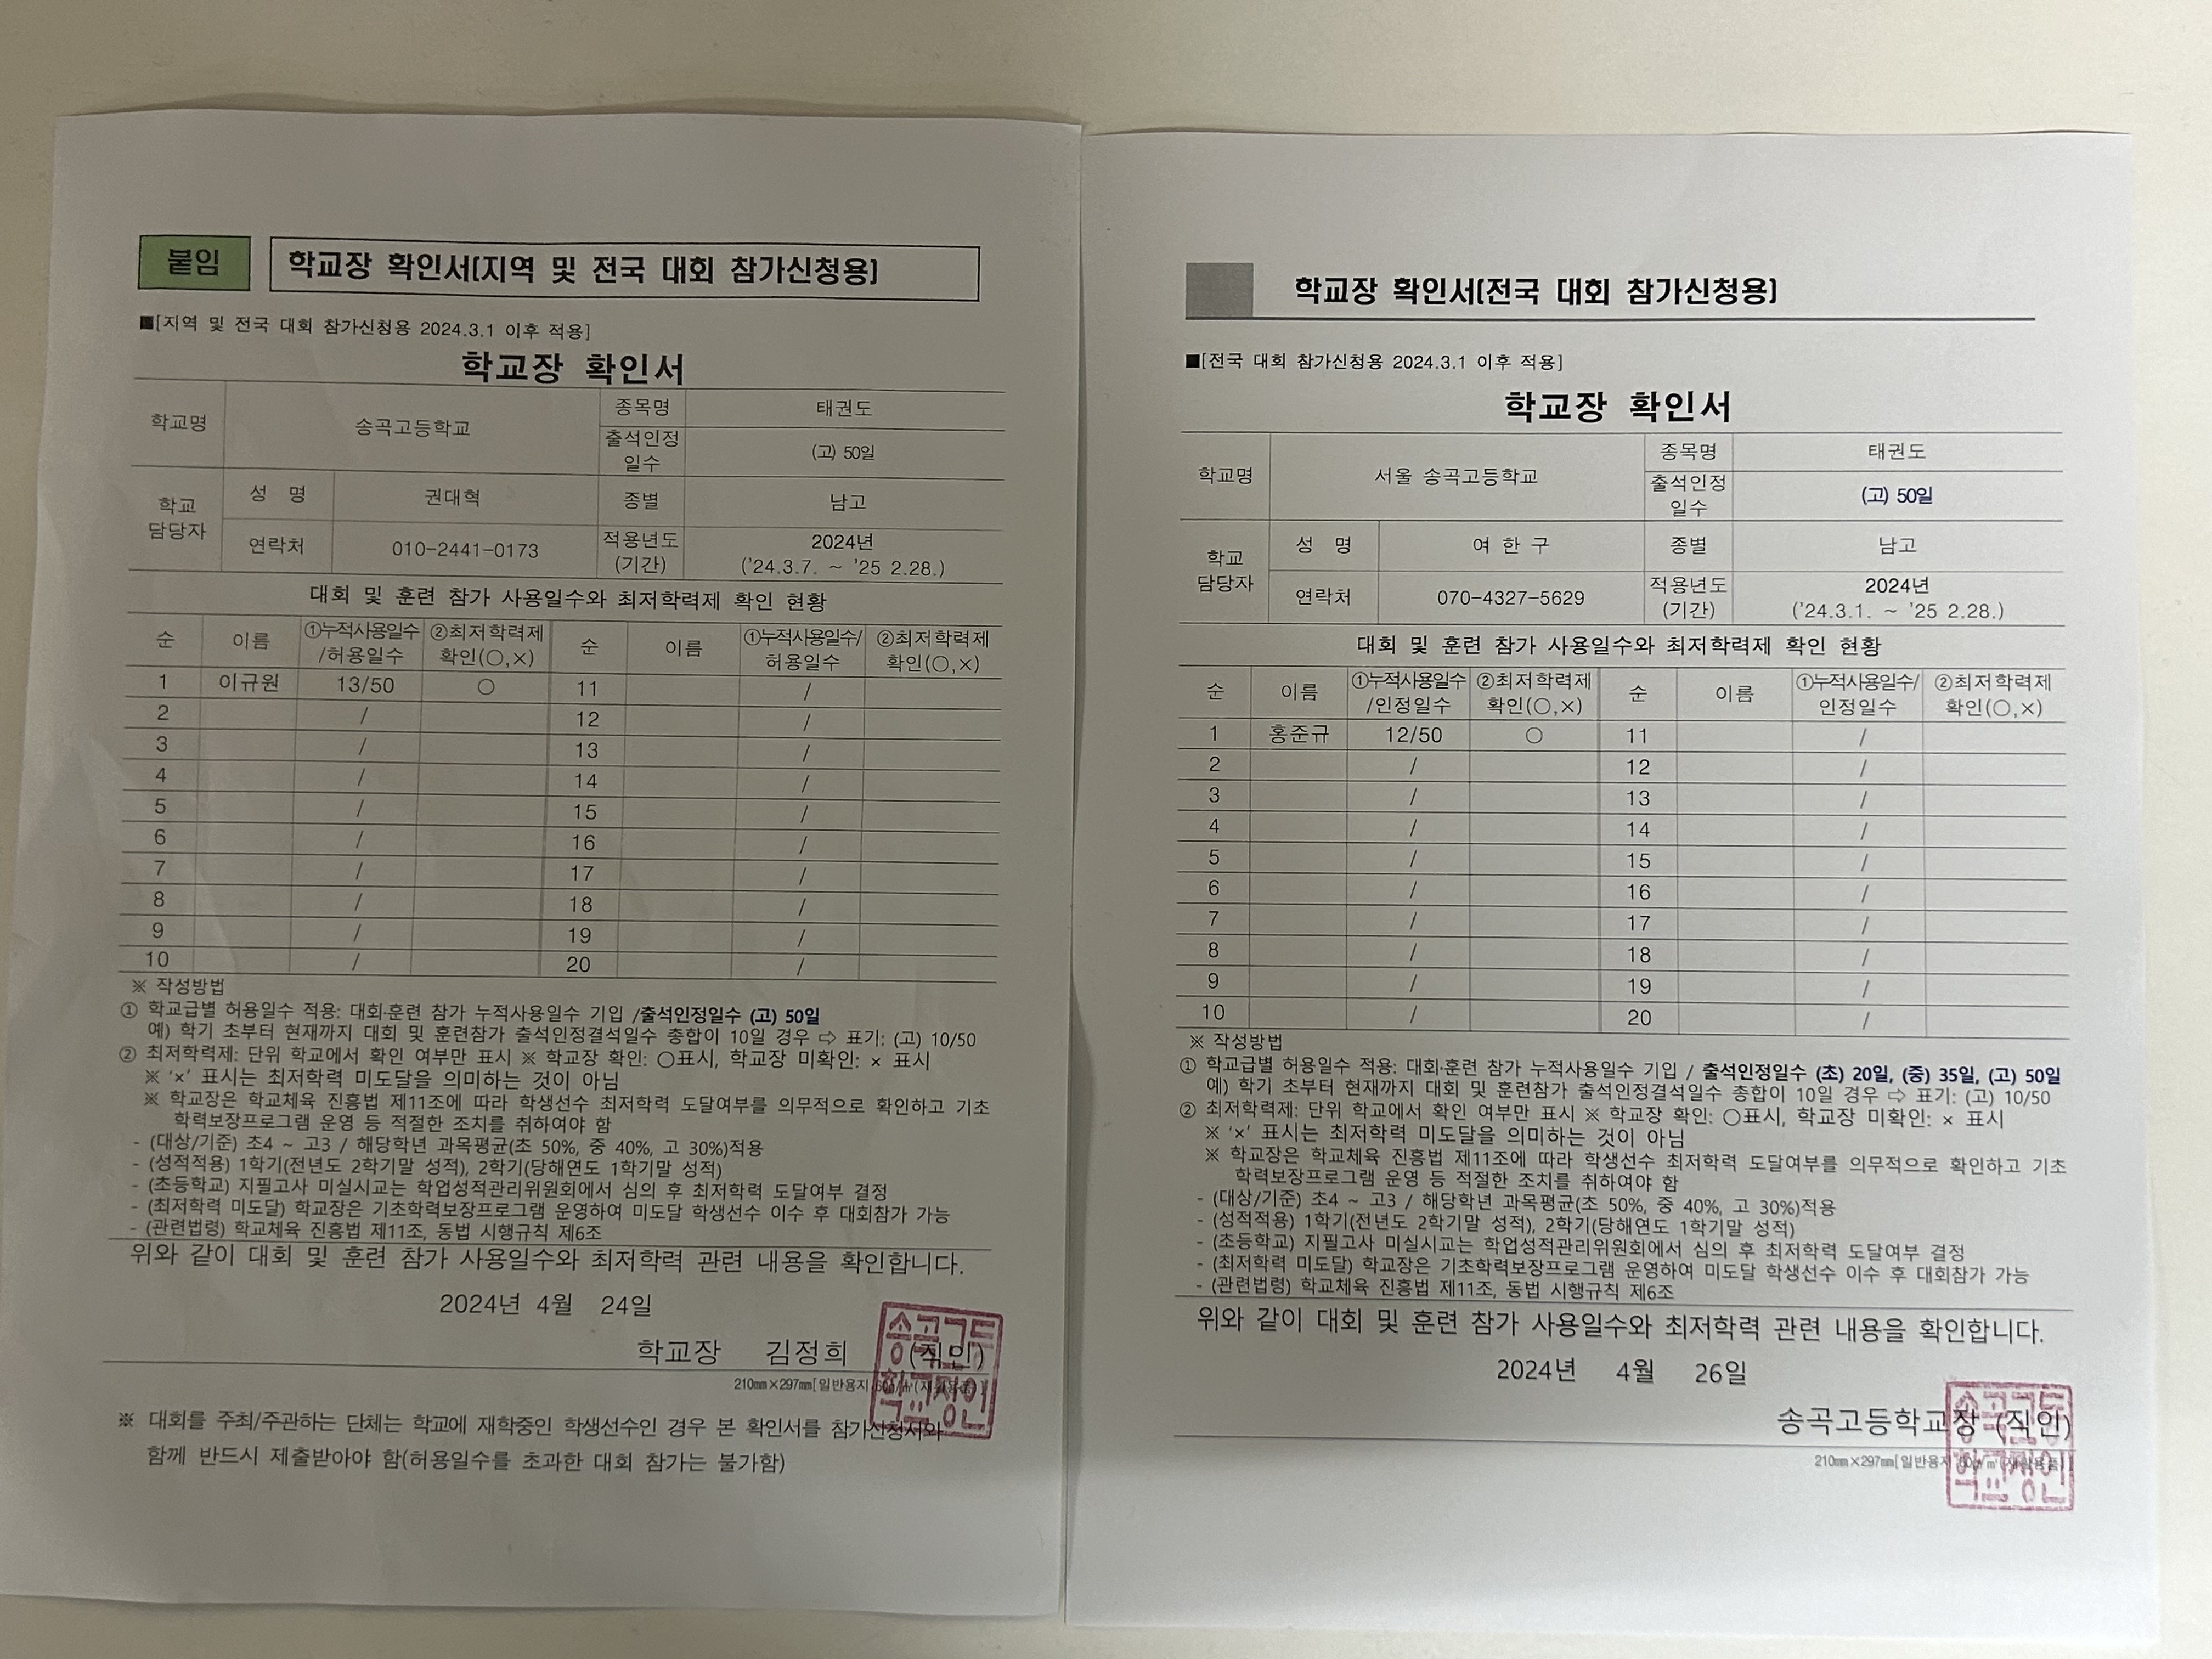 붙임
학교장 확인서(지역 및 전국 대회 참가신청용)
■[지역 및 전국 대회 참가신청용 2024.3.1 이후 적용]
학교장 확인서
학교명 송곡고등학교 종목명 태권도
출석인정 일수 (고) 50일
학교 담당자 성 명 권대혁 종별 남고
연락처 010-2441-0173 적용년도 (기간) 2024년 ('24.3.7. ~ '25 2.28.)
대회 및 훈련 참가 사용일수와 최저학력제 확인 현황
순 이름 ①누적사용일수 /허용일수 ②최저학력제 확인(○,×) 순 이름 ①누적사용일수/ 허용일수 ②최저학력제 확인(○,×)
1 이규원 13/50 ○ 11 /
2 / 12 /
3 / 13 /
4 / 14 /
5 / 15 /
6 / 16 /
7 / 17 /
8 / 18 /
9 / 19 /
10 / 20 /
※ 작성방법
① 학교급별 허용일수 적용: 대회·훈련 참가 누적사용일수 기입 /출석인정일수 (고) 50일
예) 학기 초부터 현재까지 대회 및 훈련참가 출석인정결석일수 총합이 10일 경우 ⇨ 표기: (고) 10/50
② 최저학력제: 단위 학교에서 확인 여부만 표시 ※ 학교장 확인: ○표시, 학교장 미확인: × 표시
※ '×' 표시는 최저학력 미도달을 의미하는 것이 아님
※ 학교장은 학교체육 진흥법 제11조에 따라 학생선수 최저학력 도달여부를 의무적으로 확인하고 기초
학력보장프로그램 운영 등 적절한 조치를 취하여야 함
- (대상/기준) 초4 ~ 고3 / 해당학년 과목평균(초 50%, 중 40%, 고 30%)적용
- (성적적용) 1학기(전년도 2학기말 성적), 2학기(당해연도 1학기말 성적)
- (초등학교) 지필고사 미실시교는 학업성적관리위원회에서 심의 후 최저학력 도달여부 결정
- (최저학력 미도달) 학교장은 기초학력보장프로그램 운영하여 미도달 학생선수 이수 후 대회참가 가능
- (관련법령) 학교체육 진흥법 제11조, 동법 시행규칙 제6조
위와 같이 대회 및 훈련 참가 사용일수와 최저학력 관련 내용을 확인합니다.
2024년 4월 24일
학교장 김정희 (직인)
송곡고등
학교장인
210㎜×297㎜[일반용지
※ 대회를 주최/주관하는 단체는 학교에 재학중인 학생선수인 경우 본 확인서를 참가신청서와
함께 반드시 제출받아야 함(허용일수를 초과한 대회 참가는 불가함)
학교장 확인서(전국 대회 참가신청용)
■[전국 대회 참가신청용 2024.3.1 이후 적용]
학교장 확인서
학교명 서울 송곡고등학교 종목명 태권도
출석인정 일수 (고) 50일
학교 담당자 성 명 여 한 구 종별 남고
연락처 070-4327-5629 적용년도 (기간) 2024년 ('24.3.1. ~ '25 2.28.)
대회 및 훈련 참가 사용일수와 최저학력제 확인 현황
순 이름 ①누적사용일수 /인정일수 ②최저학력제 확인(○,×) 순 이름 ①누적사용일수/ 인정일수 ②최저학력제 확인(○,×)
1 홍준규 12/50 ○ 11 /
2 / 12 /
3 / 13 /
4 / 14 /
5 / 15 /
6 / 16 /
7 / 17 /
8 / 18 /
9 / 19 /
10 / 20 /
※ 작성방법
① 학교급별 허용일수 적용: 대회·훈련 참가 누적사용일수 기입 / 출석인정일수 (초) 20일, (중) 35일, (고) 50일
예) 학기 초부터 현재까지 대회 및 훈련참가 출석인정결석일수 총합이 10일 경우 ⇨ 표기: (고) 10/50
② 최저학력제: 단위 학교에서 확인 여부만 표시 ※ 학교장 확인: ○표시, 학교장 미확인: × 표시
※ '×' 표시는 최저학력 미도달을 의미하는 것이 아님
※ 학교장은 학교체육 진흥법 제11조에 따라 학생선수 최저학력 도달여부를 의무적으로 확인하고 기초
학력보장프로그램 운영 등 적절한 조치를 취하여야 함
- (대상/기준) 초4 ~ 고3 / 해당학년 과목평균(초 50%, 중 40%, 고 30%)적용
- (성적적용) 1학기(전년도 2학기말 성적), 2학기(당해연도 1학기말 성적)
- (초등학교) 지필고사 미실시교는 학업성적관리위원회에서 심의 후 최저학력 도달여부 결정
- (최저학력 미도달) 학교장은 기초학력보장프로그램 운영하여 미도달 학생선수 이수 후 대회참가 가능
- (관련법령) 학교체육 진흥법 제11조, 동법 시행규칙 제6조
위와 같이 대회 및 훈련 참가 사용일수와 최저학력 관련 내용을 확인합니다.
2024년 4월 26일
송곡고등학교장 (직인)
송곡고등
학교장인
210㎜×297㎜[일반용지